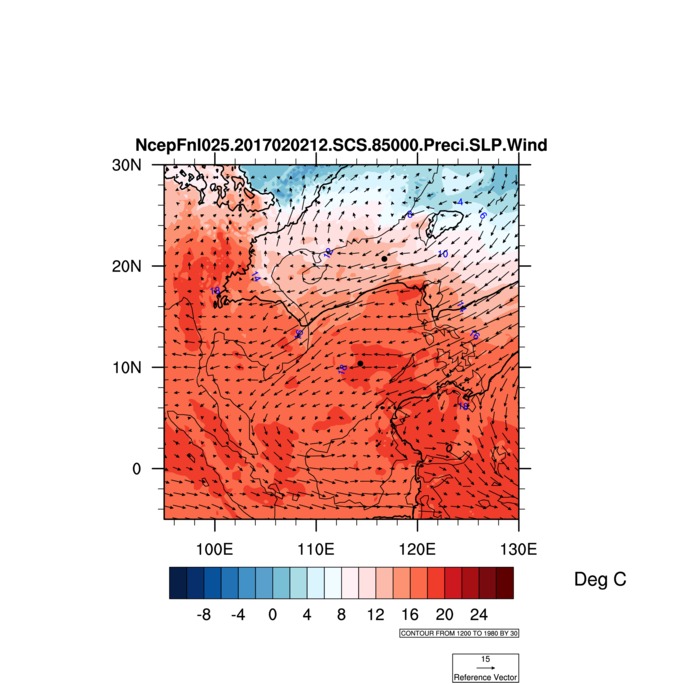 NcepFnl025.2017020212.SCS.85000.Preci.SLP.Wind
30N
20N
10N
0
100E
110E
120E
130E
-8
-4
0
4
8
12
16
20
24
Deg C
CONTOUR FROM 1200 TO 1980 BY 30
15
Reference Vector